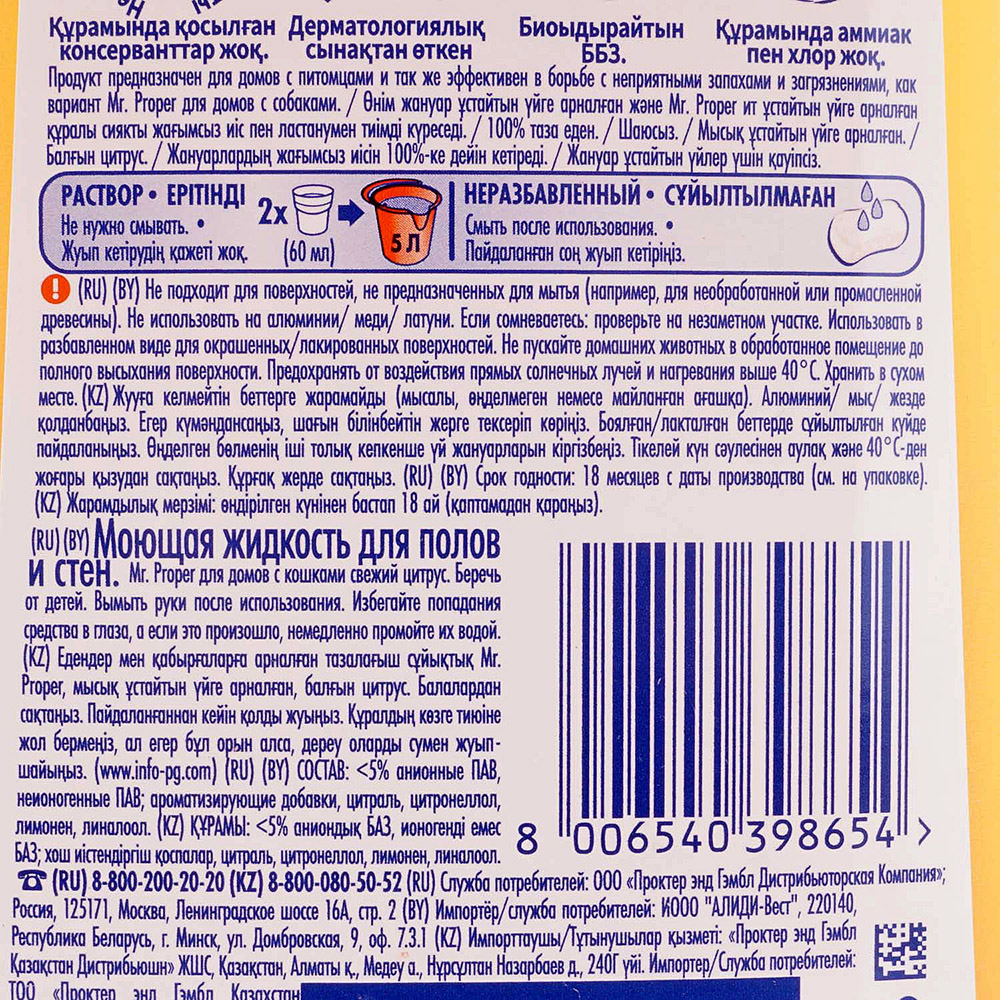 Құрамында қосылған консерванттар жоқ.
Дерматологиялық сынақтан өткен
Биоыдырайтын ББЗ.
Құрамында аммиак пен хлор жоқ.
Продукт предназначен для домов с питомцами и так же эффективен в борьбе с неприятными запахами и загрязнениями, как
вариант Mr. Proper для домов с собаками. / Өнім жануар ұстайтын үйге арналған және Mr. Proper ит ұстайтын үйге арналған
құралы сияқты жағымсыз иіс пен ластанумен тиімді күреседі. / 100% таза еден. / Шаюсыз. / Мысық ұстайтын үйге арналған. /
Балғын цитрус. / Жануарлардың жағымсыз иісін 100%-ке дейін кетіреді. / Жануар ұстайтын үйлер үшін қауіпсіз.
РАСТВОР • ЕРІТІНДІ
Не нужно смывать. •
Жуып кетірудің қажеті жоқ.
2x
(60 мл)
5 Л
НЕРАЗБАВЛЕННЫЙ • СҰЙЫЛТЫЛМАҒАН
Смыть после использования. •
Пайдаланған соң жуып кетіріңіз.
! (RU) (BY) Не подходит для поверхностей, не предназначенных для мытья (например, для необработанной или промасленной
древесины). Не использовать на алюминии/ меди/ латуни. Если сомневаетесь: проверьте на незаметном участке. Использовать в
разбавленном виде для окрашенных/лакированных поверхностей. Не пускайте домашних животных в обработанное помещение до
полного высыхания поверхности. Предохранять от воздействия прямых солнечных лучей и нагревания выше 40°C. Хранить в сухом
месте. (KZ) Жууға келмейтін беттерге жарамайды (мысалы, өңделмеген немесе майланған ағашқа). Алюминий/ мыс/ жезде
қолданбаңыз. Егер күмәндансаңыз, шағын білінбейтін жерге тексеріп көріңіз. Боялған/лакталған беттерде сұйылтылған күйде
пайдаланыңыз. Өңделген бөлменің іші толық кепкенше үй жануарларын кіргізбеңіз. Тікелей күн сәулесінен аулақ және 40°C-ден
жоғары қызудан сақтаңыз. Құрғақ жерде сақтаңыз. (RU) (BY) Срок годности: 18 месяцев с даты производства (см. на упаковке).
(KZ) Жарамдылық мерзімі: өндірілген күнінен бастап 18 ай (қаптамадан қараңыз).
(RU) (BY) Моющая жидкость для полов
и стен. Mr. Proper для домов с кошками свежий цитрус. Беречь
от детей. Вымыть руки после использования. Избегайте попадания
средства в глаза, а если это произошло, немедленно промойте их водой.
(KZ) Едендер мен қабырғаларға арналған тазалағыш сұйықтық Mr.
Proper, мысық ұстайтын үйге арналған, балғын цитрус. Балалардан
сақтаңыз. Пайдаланғаннан кейін қолды жуыңыз. Құралдың көзге тиюіне
жол бермеңіз, ал егер бұл орын алса, дереу оларды сумен жуып-
шайыңыз. (www.info-pg.com) (RU) (BY) СОСТАВ: <5% анионные ПАВ,
неионогенные ПАВ; ароматизирующие добавки, цитраль, цитронеллол,
лимонен, линалоол. (KZ) ҚҰРАМЫ: <5% аниондық БАЗ, ионогенді емес
БАЗ; хош иістендіргіш қоспалар, цитраль, цитронеллол, лимонен, линалоол.
8 006540 398654 >
☎ (RU) 8-800-200-20-20 (KZ) 8-800-080-50-52 (RU) Служба потребителей: ООО «Проктер энд Гэмбл Дистрибьюторская Компания»;
Россия, 125171, Москва, Ленинградское шоссе 16А, стр. 2 (BY) Импортёр/служба потребителей: ИООО "АЛИДИ-Вест", 220140,
Республика Беларусь, г. Минск, ул. Домбровская, 9, оф. 7.3.1 (KZ) Импорттаушы/Тұтынушылар қызметі: «Проктер энд Гэмбл
Қазақстан Дистрибьюшн» ЖШС, Қазақстан, Алматы қ., Медеу а., Нұрсұлтан Назарбаев д., 240Г үйі. Импортер/Служба потребителей:
ТОО «Проктер энд Гэмбл Казахстан